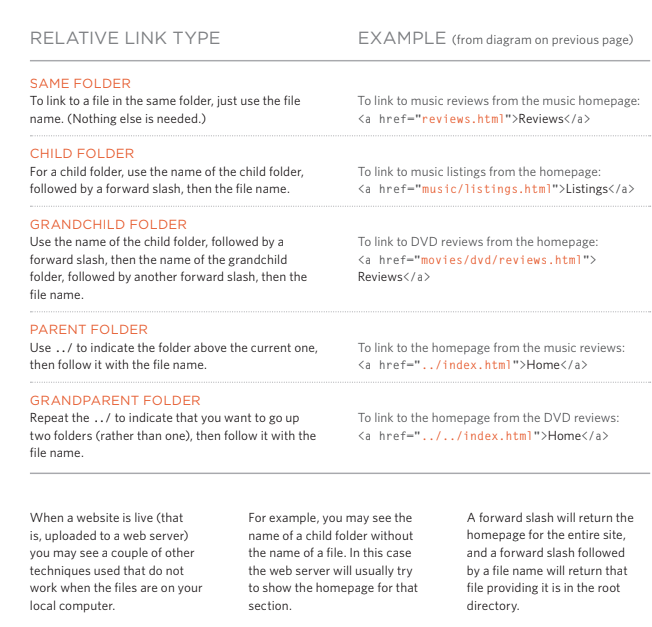 RELATIVE LINK TYPE
EXAMPLE (from diagram on previous page)
SAME FOLDER
To link to a file in the same folder, just use the file
name. (Nothing else is needed.)
To link to music reviews from the music homepage:
<a href="reviews.html">Reviews</a>
CHILD FOLDER
For a child folder, use the name of the child folder,
followed by a forward slash, then the file name.
To link to music listings from the homepage:
<a href="music/listings.html">Listings</a>
GRANDCHILD FOLDER
Use the name of the child folder, followed by a
forward slash, then the name of the grandchild
folder, followed by another forward slash, then the
file name.
To link to DVD reviews from the homepage:
<a href="movies/dvd/reviews.html">
Reviews</a>
PARENT FOLDER
Use ../ to indicate the folder above the current one,
then follow it with the file name.
To link to the homepage from the music reviews:
<a href="../index.html">Home</a>
GRANDPARENT FOLDER
Repeat the ../ to indicate that you want to go up
two folders (rather than one), then follow it with the
file name.
To link to the homepage from the DVD reviews:
<a href="../../index.html">Home</a>
When a website is live (that
is, uploaded to a web server)
you may see a couple of other
techniques used that do not
work when the files are on your
local computer.
For example, you may see the
name of a child folder without
the name of a file. In this case
the web server will usually try
to show the homepage for that
section.
A forward slash will return the
homepage for the entire site,
and a forward slash followed
by a file name will return that
file providing it is in the root
directory.